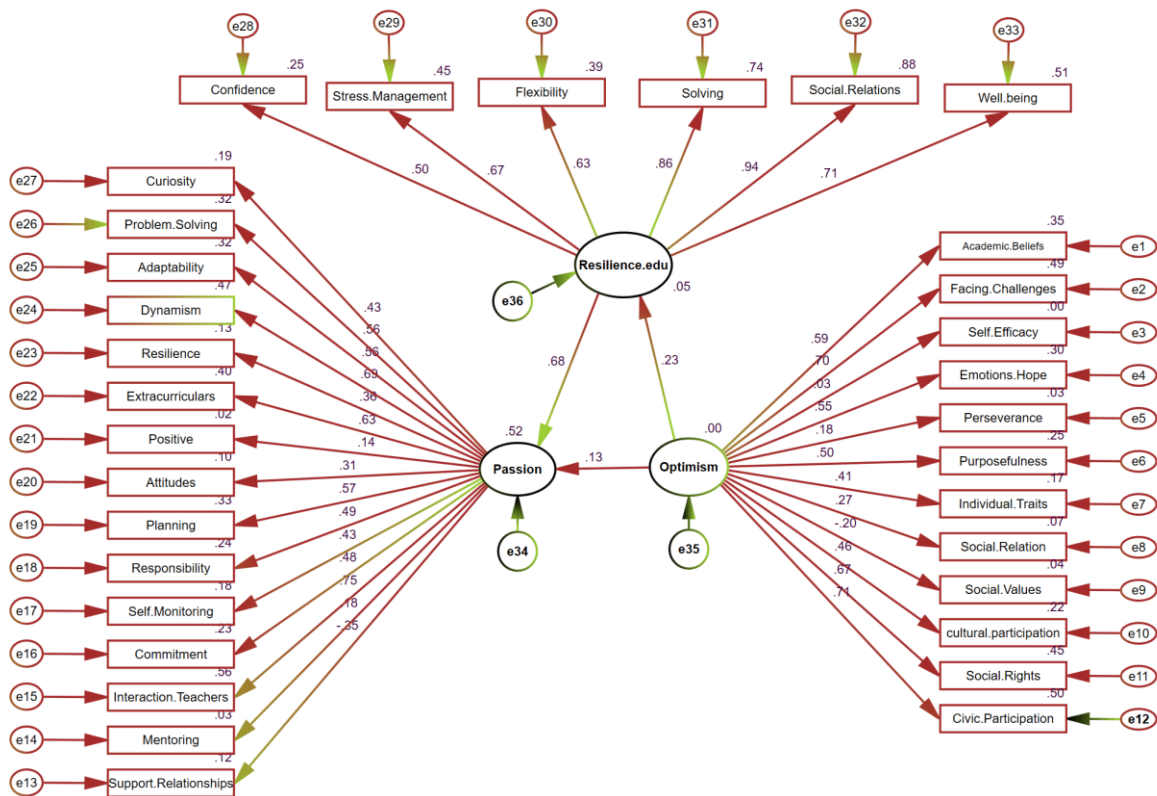 e28
e29
e30
e31
e32
e33
.25
.45
.39
.74
.88
.51
Confidence
Stress.Management
Flexibility
Solving
Social.Relations
Well.being
.50
.67
.63
.86
.94
.71
e27
.19
Curiosity
e26
.32
Problem.Solving
e25
.32
Adaptability
e24
.47
Dynamism
e23
.13
Resilience
e22
.40
Extracurriculars
e21
.02
Positive
e20
.10
Attitudes
e19
.33
Planning
e18
.24
Responsibility
e17
.18
Self.Monitoring
e16
.23
Commitment
e15
.56
Interaction.Teachers
e14
.03
Mentoring
e13
.12
Support.Relationships
.43
.56
.56
.69
.36
.63
.14
.31
.57
.49
.43
.48
.75
.18
-.35
Resilience.edu
.05
e36
.68
.23
.52
Passion
e34
.13
.00
Optimism
e35
.59
.70
.03
.55
.18
.50
.41
.27
-.20
.46
.67
.71
.35
Academic.Beliefs
e1
.49
Facing.Challenges
e2
.00
Self.Efficacy
e3
.30
Emotions.Hope
e4
.03
Perseverance
e5
.25
Purposefulness
e6
.17
Individual.Traits
e7
.07
Social.Relation
e8
.04
Social.Values
e9
.22
cultural.participation
e10
.45
Social.Rights
e11
.50
Civic.Participation
e12